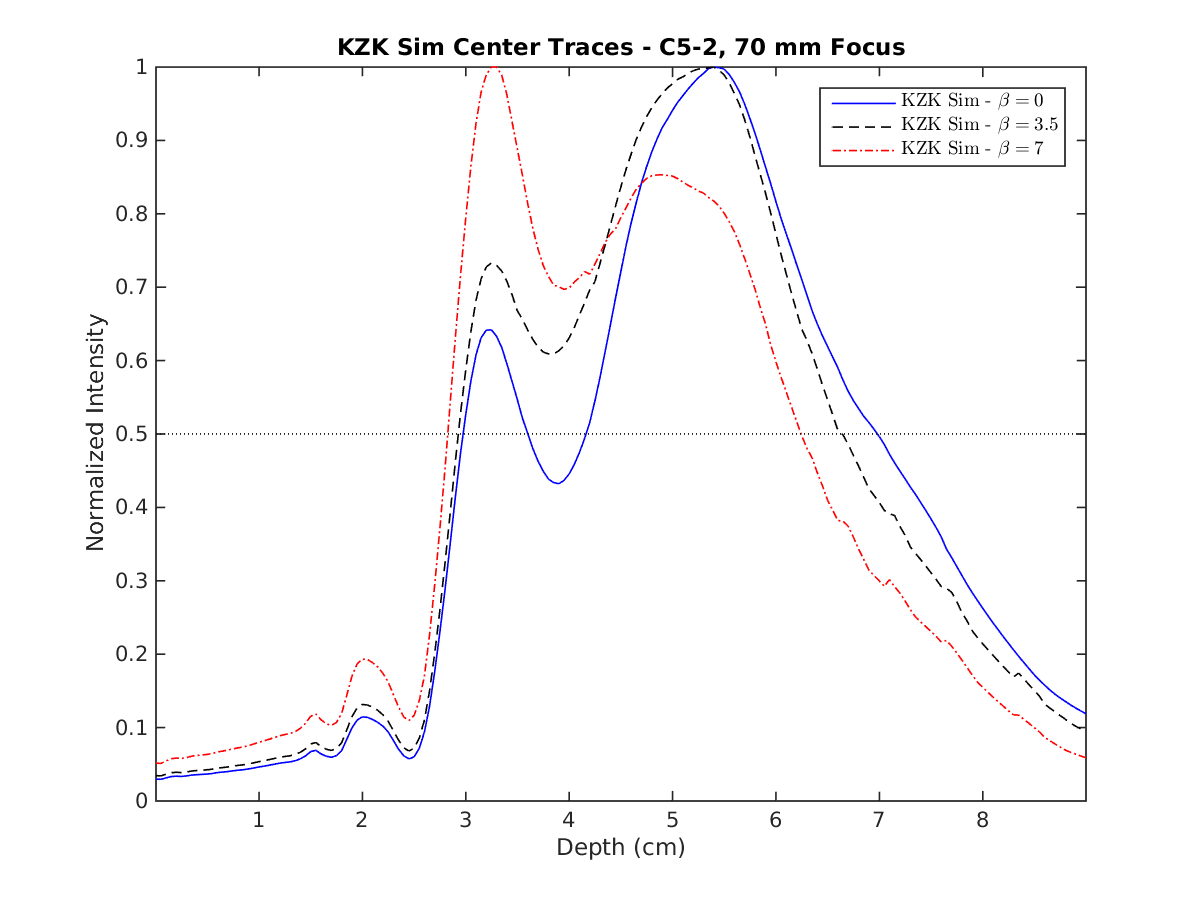 KZK Sim Center Traces - C5-2, 70 mm Focus
KZK Sim - β = 0
KZK Sim - β = 3.5
KZK Sim - β = 7
Normalized Intensity
1
0.9
0.8
0.7
0.6
0.5
0.4
0.3
0.2
0.1
0
1 2 3 4 5 6 7 8
Depth (cm)